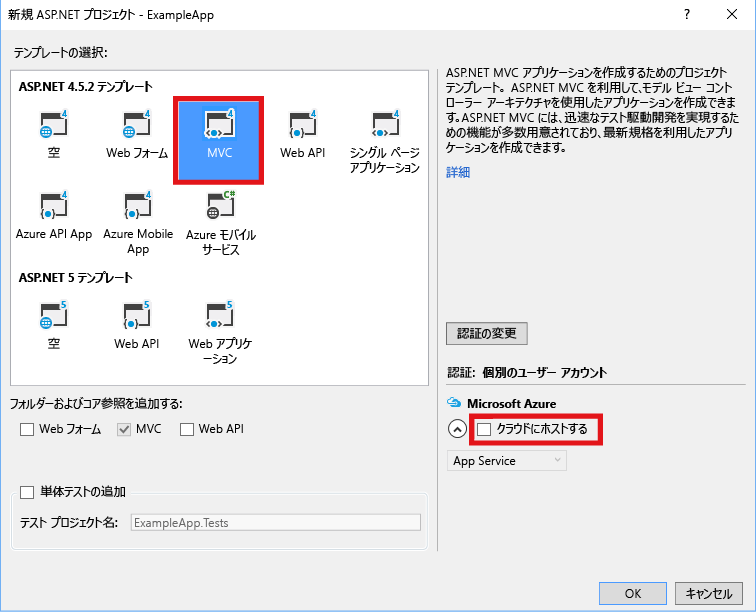 新規 ASP.NET プロジェクト - ExampleApp
?
テンプレートの選択:
ASP.NET 4.5.2 テンプレート
4
空
4
Web フォーム
4
MVC
4
Web API
4
シングル ページ
アプリケーション
4
Azure API App
4
Azure Mobile
App
C#
Azure モバイル
サービス
ASP.NET 5 テンプレート
5
空
5
Web API
5
Web アプリケ
ーション
ASP.NET MVC アプリケーションを作成するためのプロジェクト
テンプレート。 ASP.NET MVC を利用して、モデル ビュー コント
ローラー アーキテクチャを使用したアプリケーションを作成できま
す。ASP.NET MVC には、迅速なテスト駆動開発を実現するた
めの機能が多数用意されており、最新規格を利用したアプリ
ケーションを作成できます。
詳細
認証の変更
認証: 個別のユーザー アカウント
Microsoft Azure
クラウドにホストする
App Service
フォルダーおよびコア参照を追加する:
Web フォーム
MVC
Web API
単体テストの追加
テスト プロジェクト名:
ExampleApp.Tests
OK
キャンセル